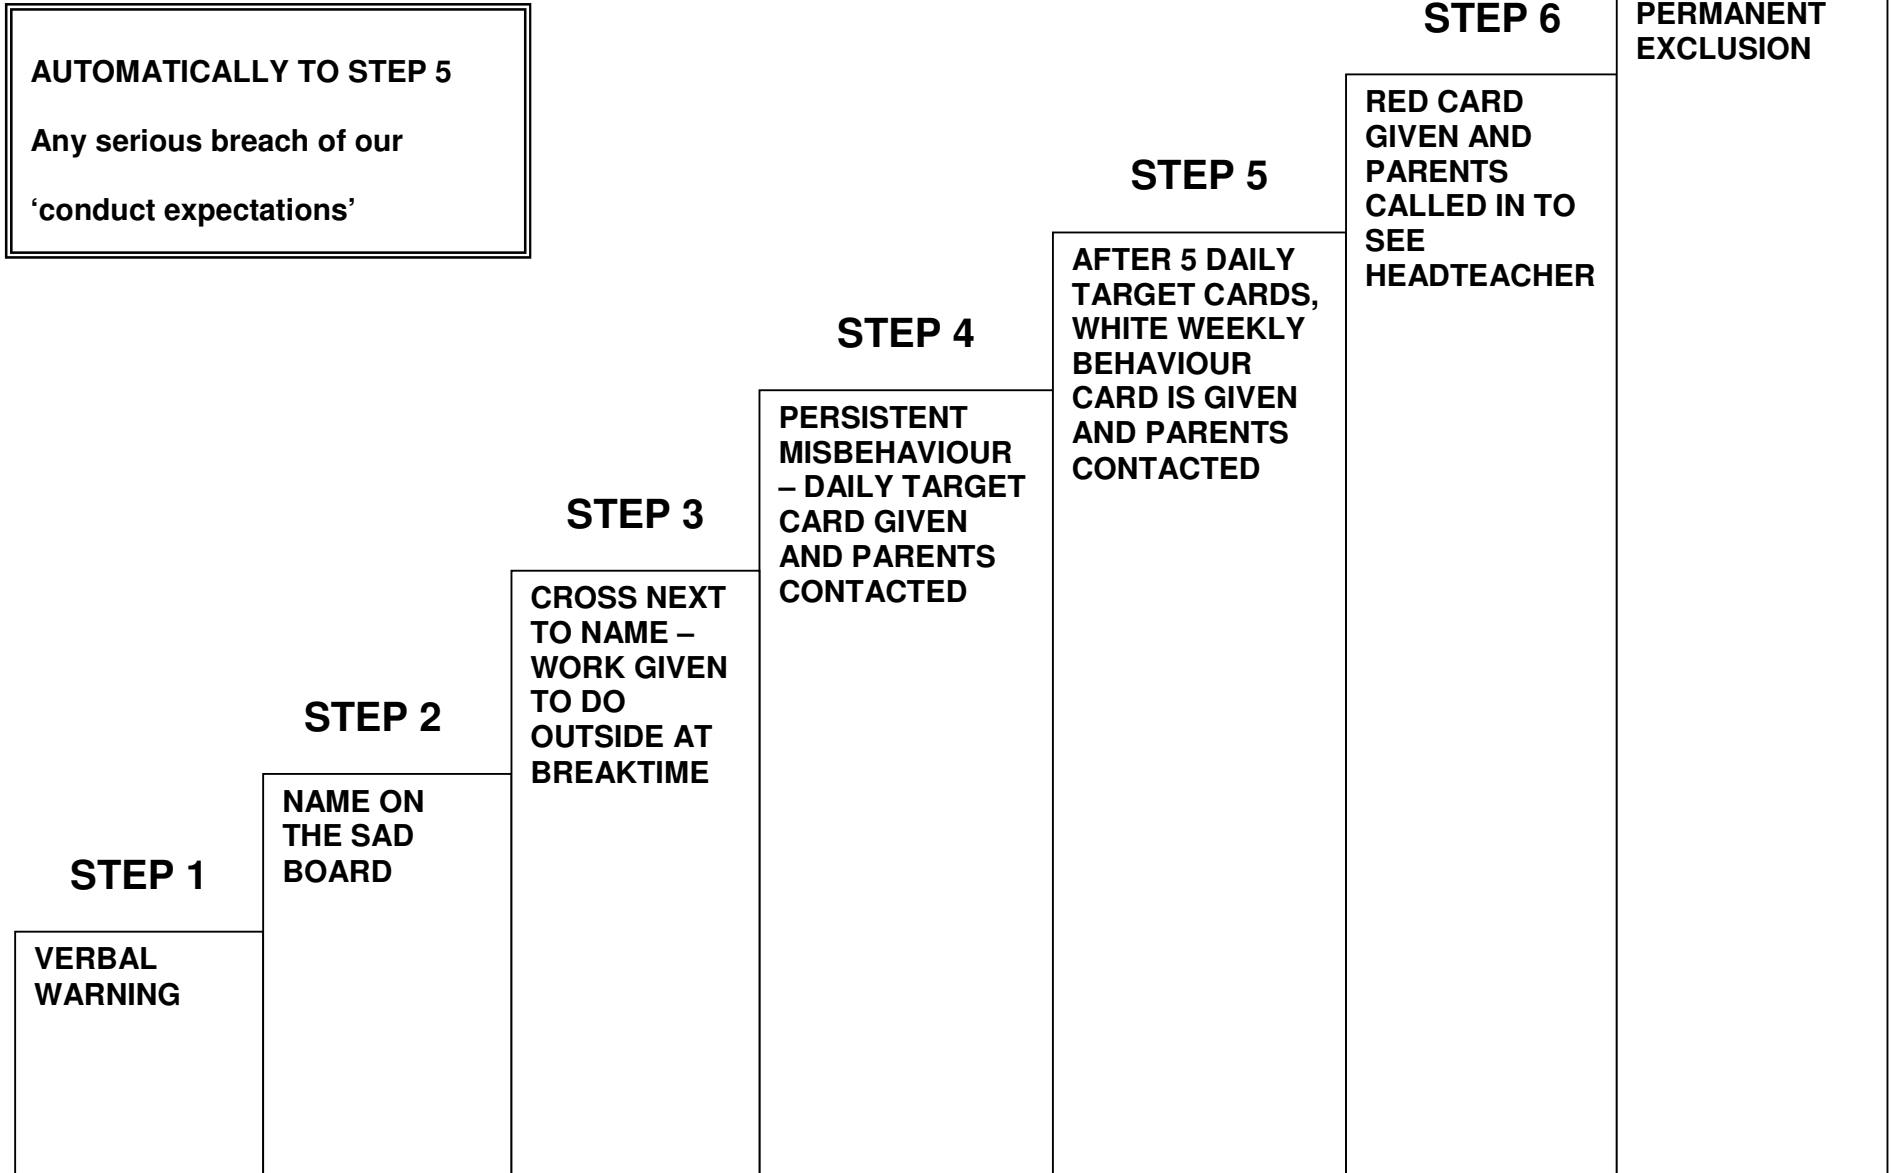 AUTOMATICALLY TO STEP 5
Any serious breach of our
‘conduct expectations’
STEP 1
VERBAL
WARNING
STEP 2
NAME ON
THE SAD
BOARD
STEP 3
CROSS NEXT
TO NAME –
WORK GIVEN
TO DO
OUTSIDE AT
BREAKTIME
STEP 4
PERSISTENT
MISBEHAVIOUR
– DAILY TARGET
CARD GIVEN
AND PARENTS
CONTACTED
STEP 5
AFTER 5 DAILY
TARGET CARDS,
WHITE WEEKLY
BEHAVIOUR
CARD IS GIVEN
AND PARENTS
CONTACTED
STEP 6
RED CARD
GIVEN AND
PARENTS
CALLED IN TO
SEE
HEADTEACHER
PERMANENT
EXCLUSION